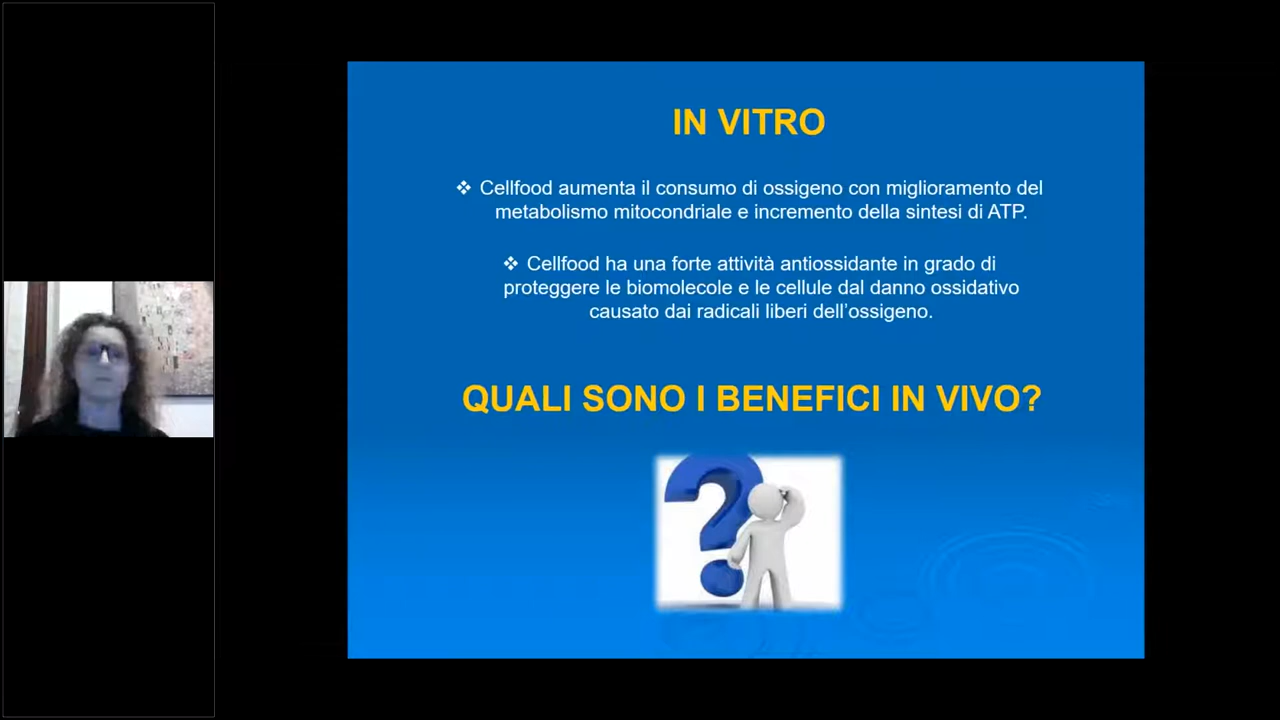 IN VITRO
❖ Cellfood aumenta il consumo di ossigeno con miglioramento del
metabolismo mitocondriale e incremento della sintesi di ATP.
❖ Cellfood ha una forte attività antiossidante in grado di
proteggere le biomolecole e le cellule dal danno ossidativo
causato dai radicali liberi dell’ossigeno.
QUALI SONO I BENEFICI IN VIVO?